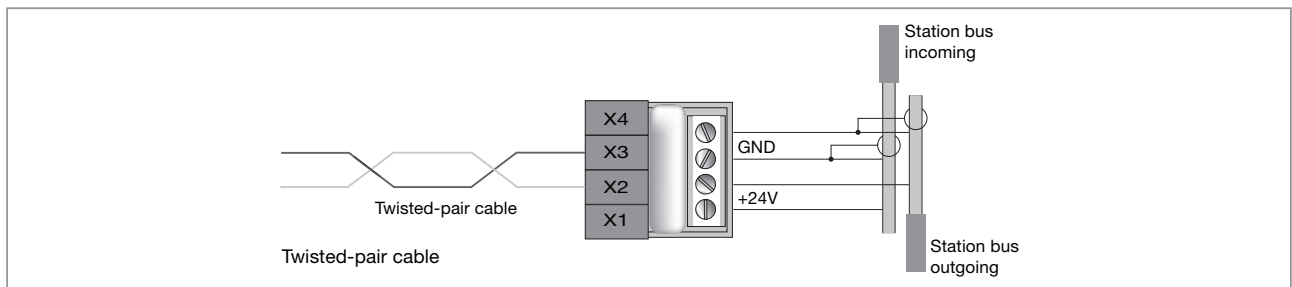 Station bus
incoming
X4
X3
GND
X2
+24V
X1
Twisted-pair cable
Twisted-pair cable
Station bus
outgoing